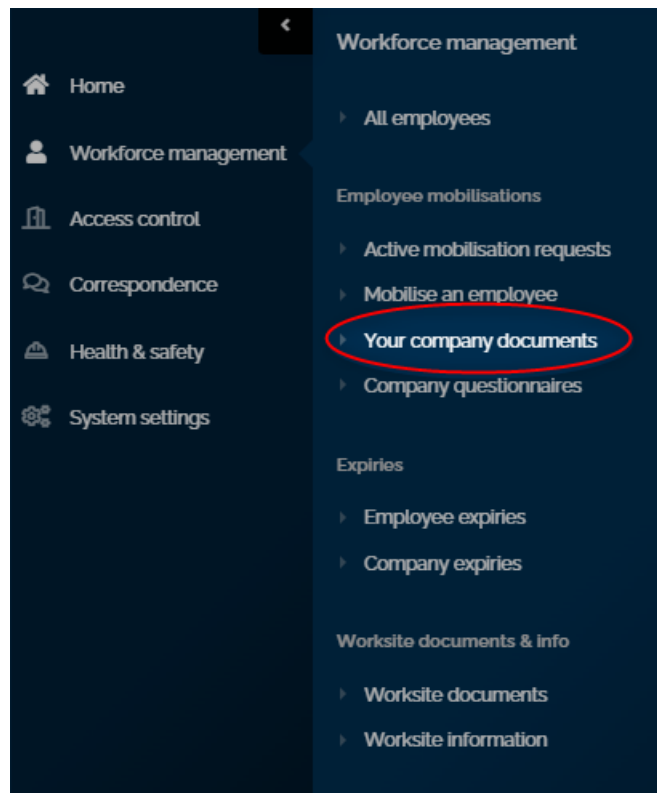 Home
Workforce management
Access control
Correspondence
Health & safety
System settings
Workforce management
All employees
Employee mobilisations
Active mobilisation requests
Mobilise an employee
Your company documents
Company questionnaires
Expiries
Employee expiries
Company expiries
Worksite documents & info
Worksite documents
Worksite information